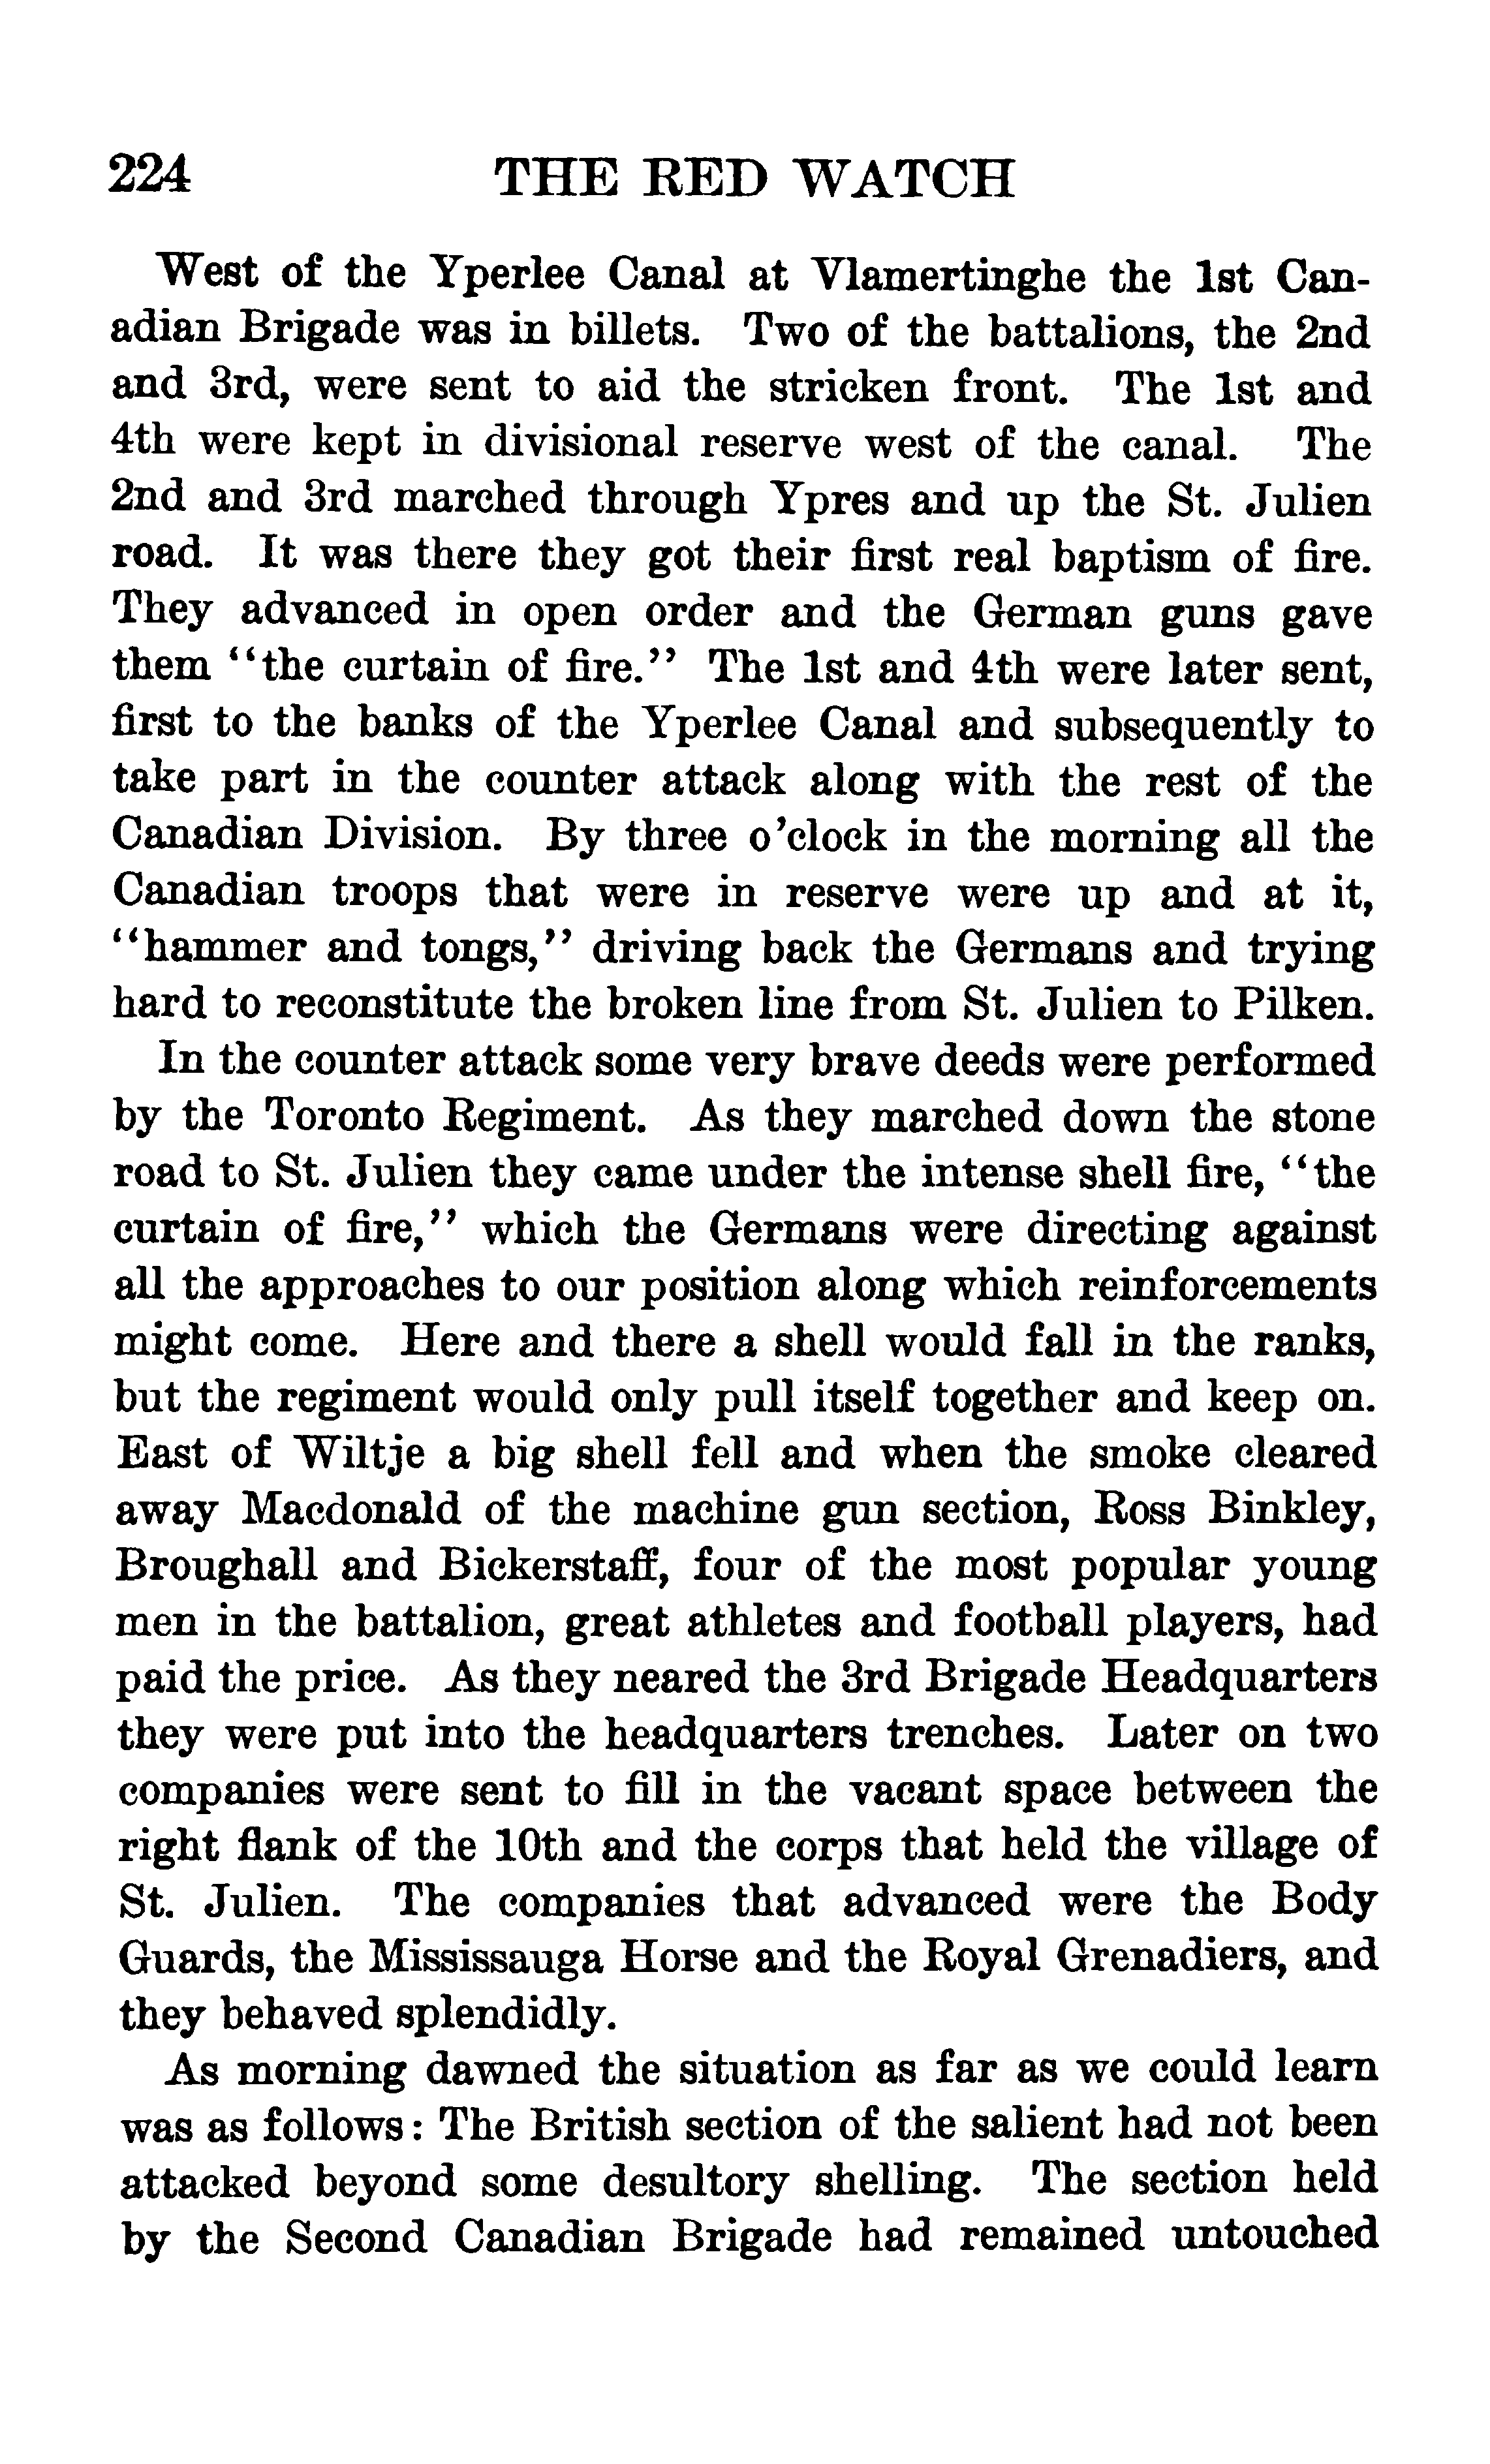 224 THE RED WATCH
West of the Yperlee Canal at Vlamertinghe the 1st Can-
adian Brigade was in billets. Two of the battalions, the 2nd
and 3rd, were sent to aid the stricken front. The 1st and
4th were kept in divisional reserve west of the canal. The
2nd and 3rd marched through Ypres and up the St. Julien
road. It was there they got their first real baptism of fire.
They advanced in open order and the German guns gave
them "the curtain of fire." The 1st and 4th were later sent,
first to the banks of the Yperlee Canal and subsequently to
take part in the counter attack along with the rest of the
Canadian Division. By three o'clock in the morning all the
Canadian troops that were in reserve were up and at it,
"hammer and tongs," driving back the Germans and trying
hard to reconstitute the broken line from St. Julien to Pilken.
In the counter attack some very brave deeds were performed
by the Toronto Regiment. As they marched down the stone
road to St. Julien they came under the intense shell fire, "the
curtain of fire," which the Germans were directing against
all the approaches to our position along which reinforcements
might come. Here and there a shell would fall in the ranks,
but the regiment would only pull itself together and keep on.
East of Wiltje a big shell fell and when the smoke cleared
away Macdonald of the machine gun section, Ross Binkley,
Broughall and Bickerstaff, four of the most popular young
men in the battalion, great athletes and football players, had
paid the price. As they neared the 3rd Brigade Headquarters
they were put into the headquarters trenches. Later on two
companies were sent to fill in the vacant space between the
right flank of the 10th and the corps that held the village of
St. Julien. The companies that advanced were the Body
Guards, the Mississauga Horse and the Royal Grenadiers, and
they behaved splendidly.
As morning dawned the situation as far as we could learn
was as follows: The British section of the salient had not been
attacked beyond some desultory shelling. The section held
by the Second Canadian Brigade had remained untouched